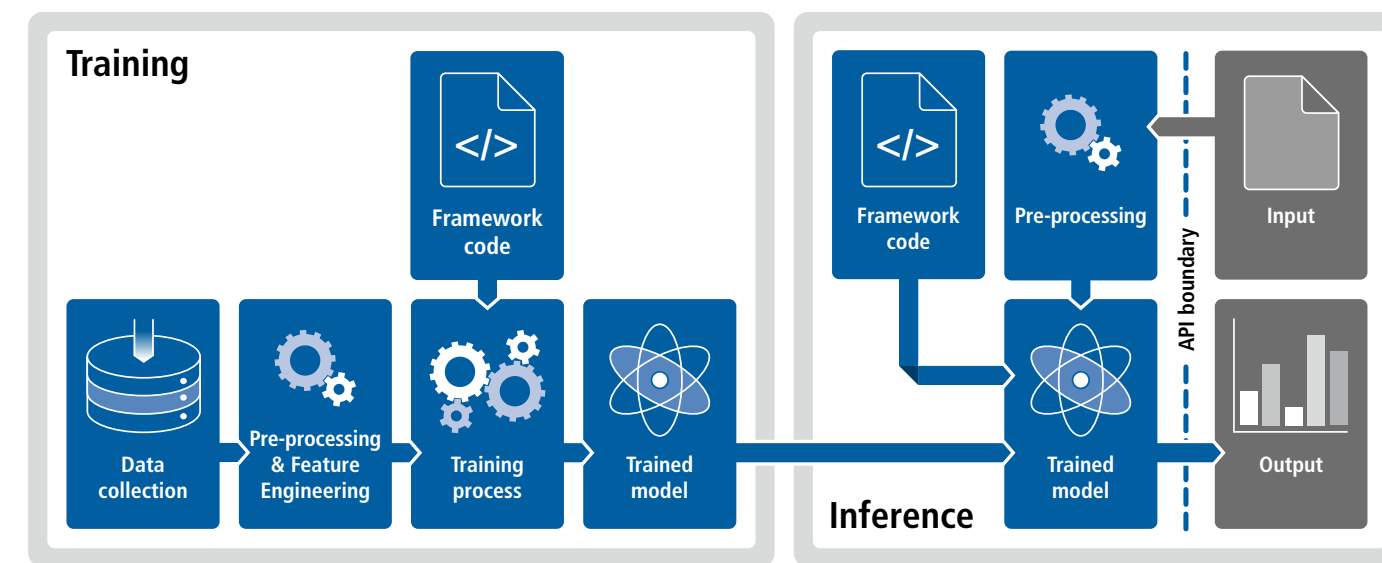 Training
</>
Framework
code
Data
collection
Pre-processing
& Feature
Engineering
Training
process
Trained
model
</>
Framework
code
Pre-processing
API boundary
Input
Trained
model
Output
Inference